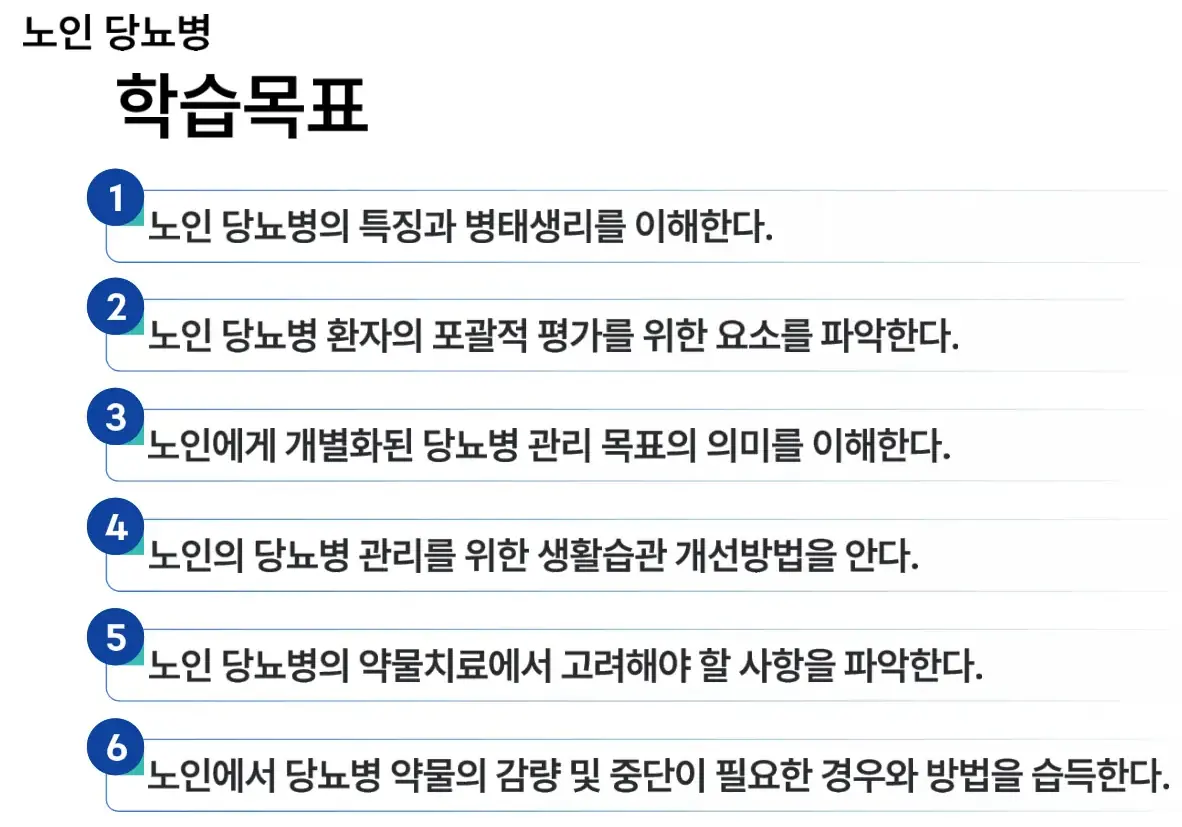 노인 당뇨병
학습목표
1
노인 당뇨병의 특징과 병태생리를 이해한다.
2
노인 당뇨병 환자의 포괄적 평가를 위한 요소를 파악한다.
3
노인에게 개별화된 당뇨병 관리 목표의 의미를 이해한다.
4
노인의 당뇨병 관리를 위한 생활습관 개선방법을 안다.
5
노인 당뇨병의 약물치료에서 고려해야 할 사항을 파악한다.
6
노인에서 당뇨병 약물의 감량 및 중단이 필요한 경우와 방법을 습득한다.